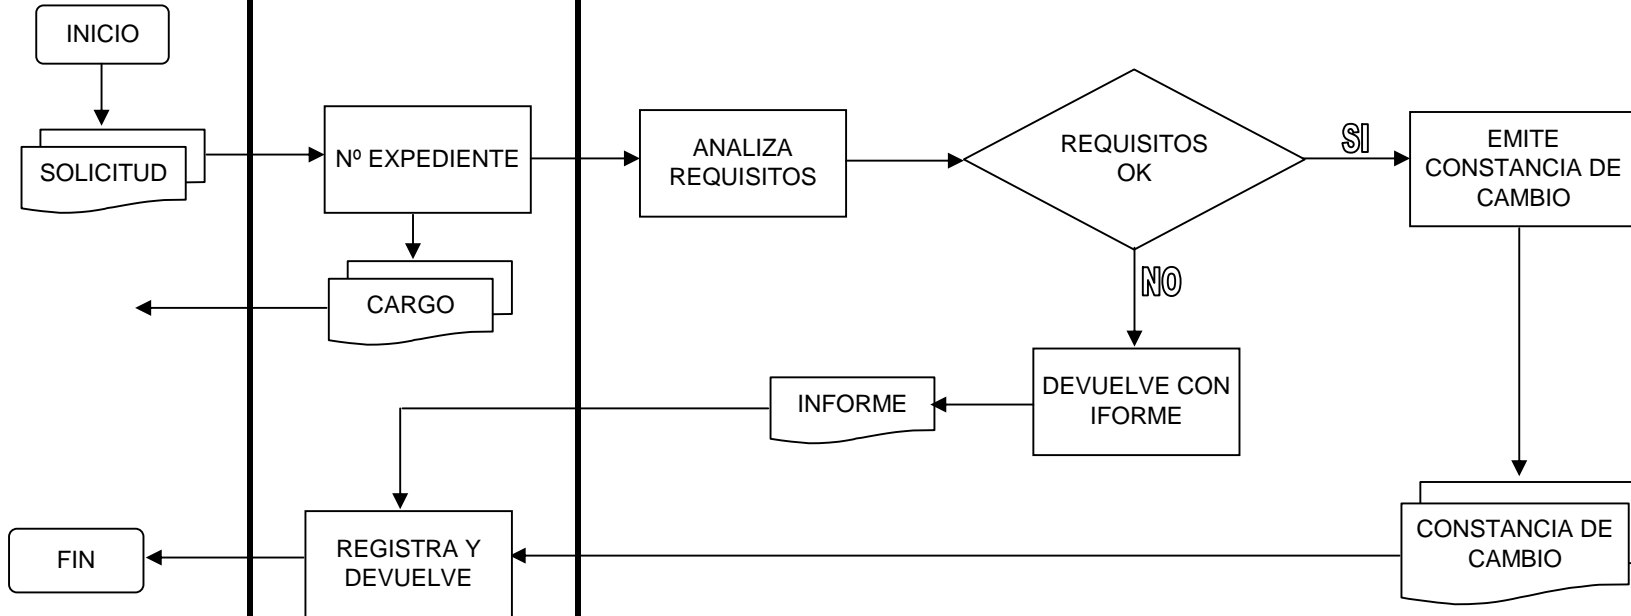 INICIO
SOLICITUD
Nº EXPEDIENTE
CARGO
ANALIZA
REQUISITOS
REQUISITOS
OK
SI
EMITE
CONSTANCIA DE
CAMBIO
NO
DEVUELVE CON
IFORME
INFORME
CONSTANCIA DE
CAMBIO
REGISTRA Y
DEVUELVE
FIN